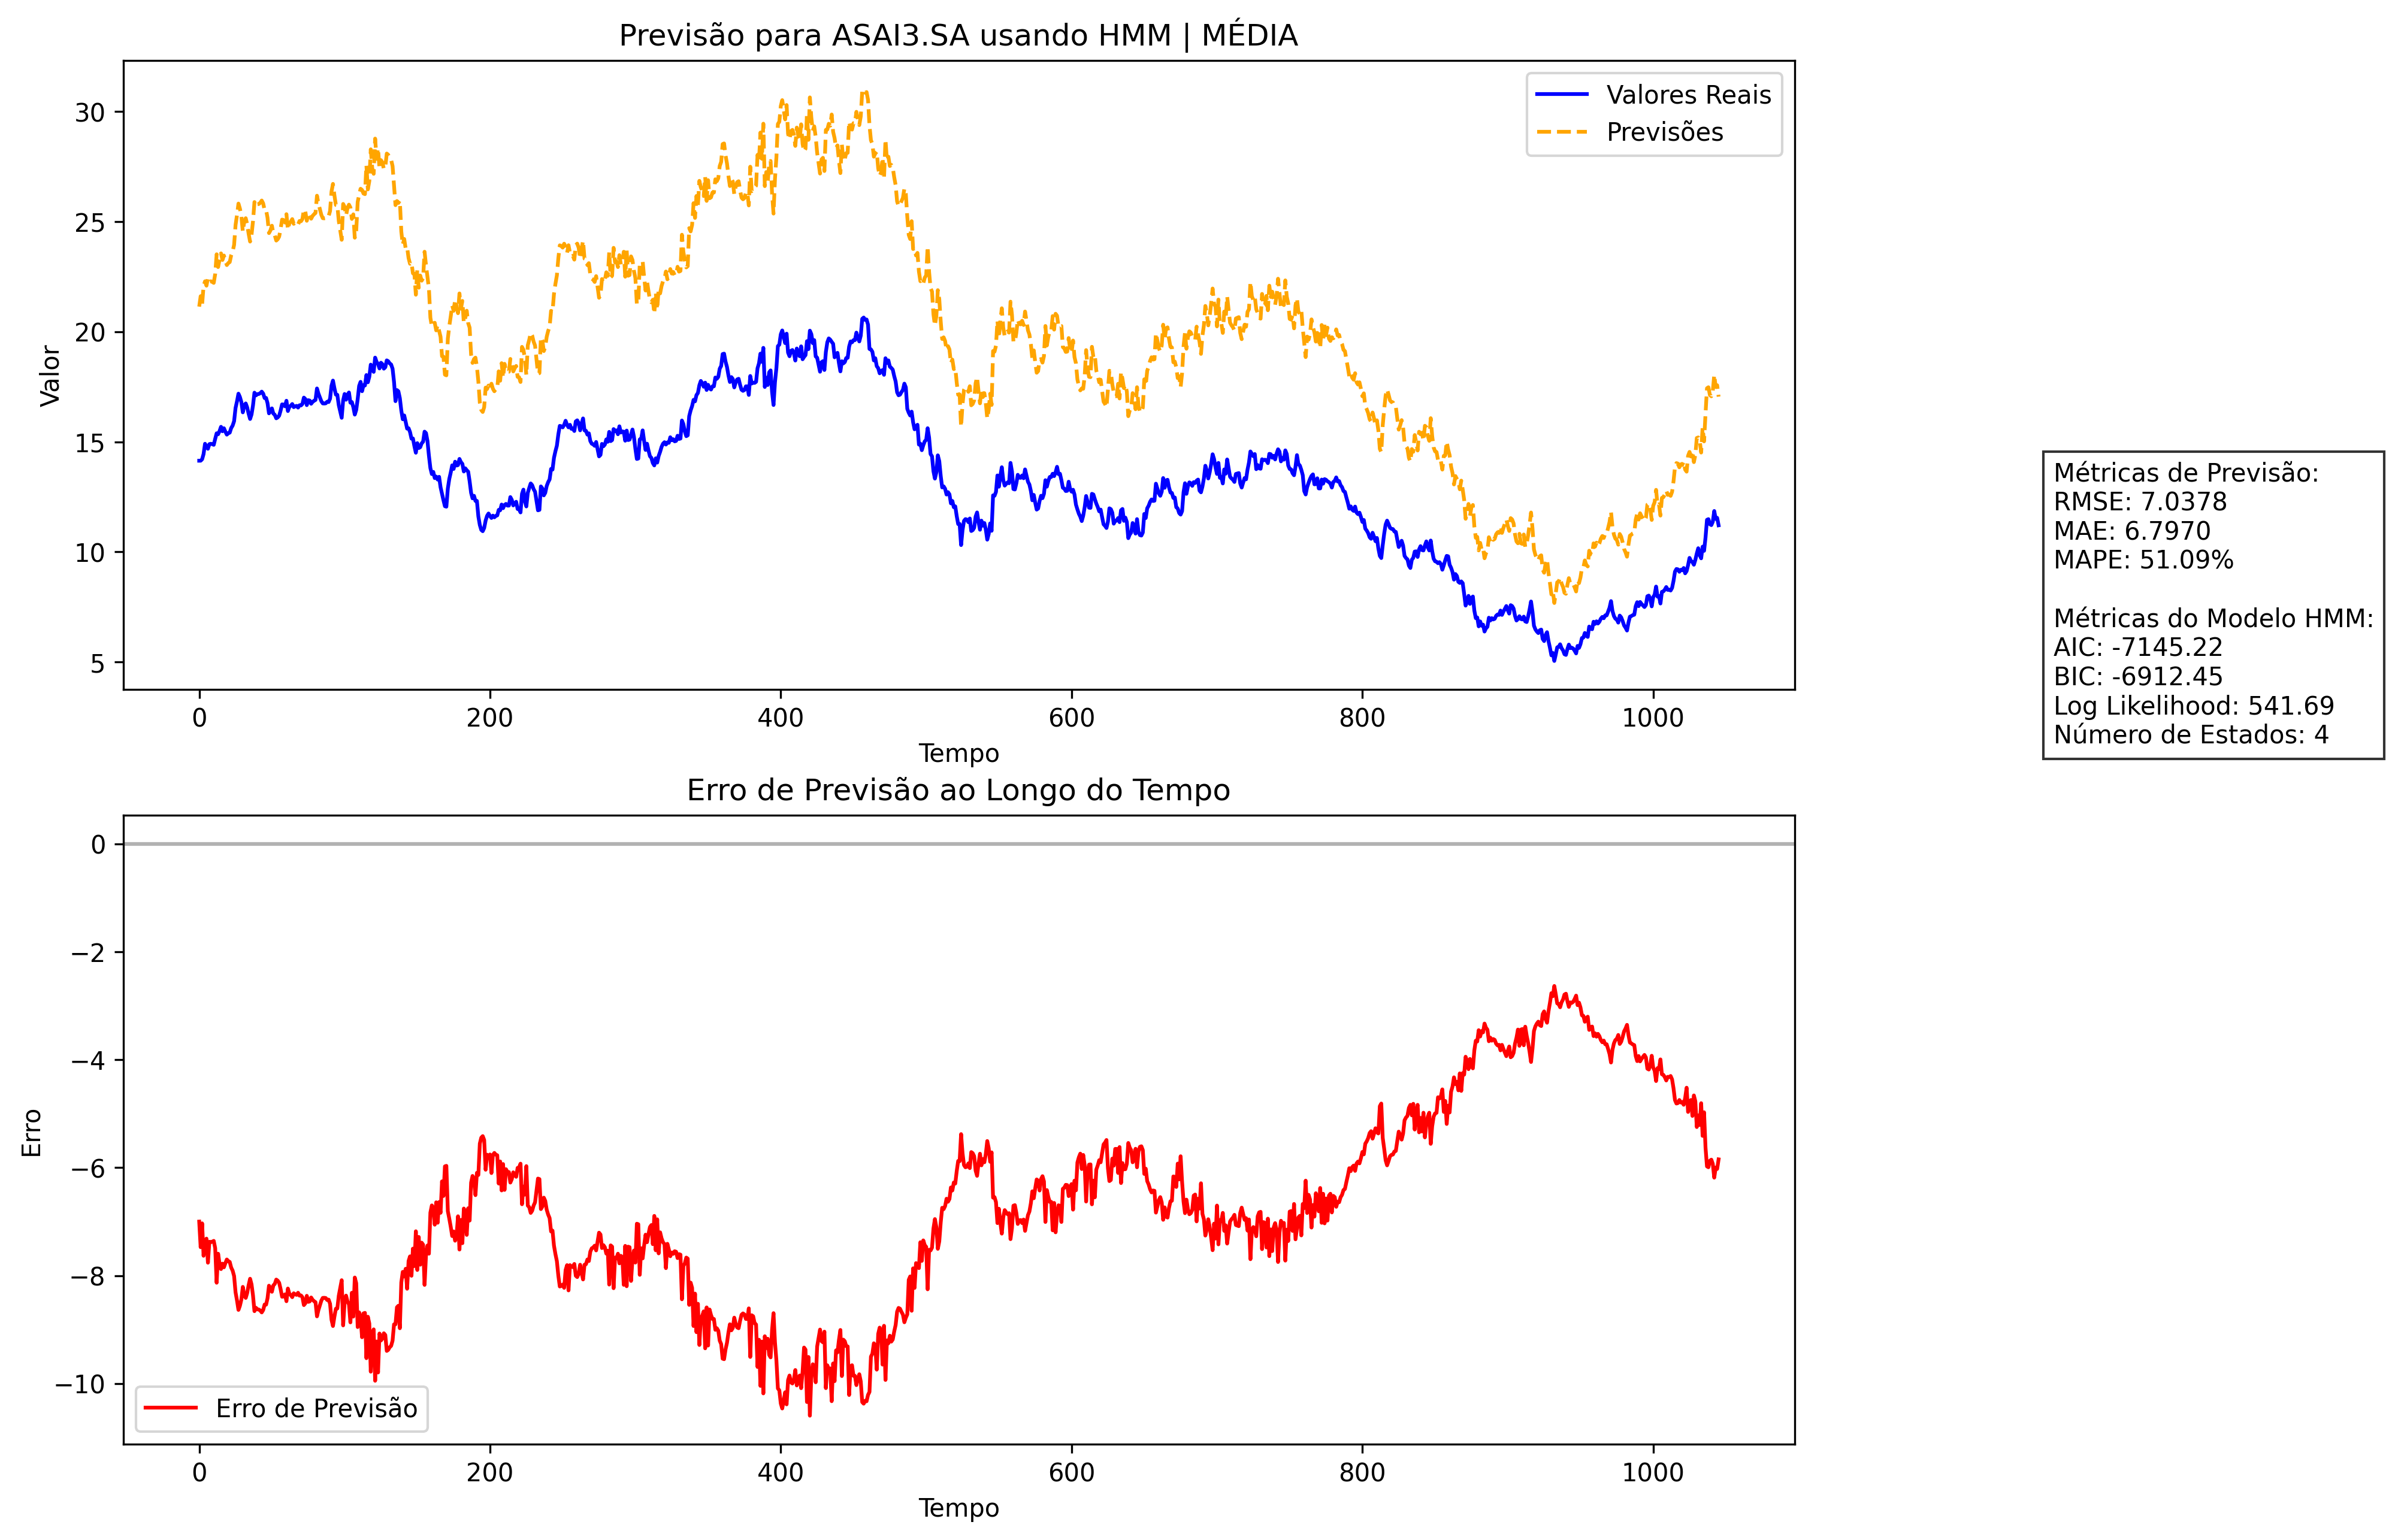 Previsão para ASAI3.SA usando HMM | MÉDIA
Valores Reais
Previsões
30
25
20
15
10
5
Valor
0 200 400 600 800 1000
Tempo
Métricas de Previsão:
RMSE: 7.0378
MAE: 6.7970
MAPE: 51.09%
Métricas do Modelo HMM:
AIC: -7145.22
BIC: -6912.45
Log Likelihood: 541.69
Número de Estados: 4
Erro de Previsão ao Longo do Tempo
0
−2
−4
−6
−8
−10
Erro
Erro de Previsão
0 200 400 600 800 1000
Tempo